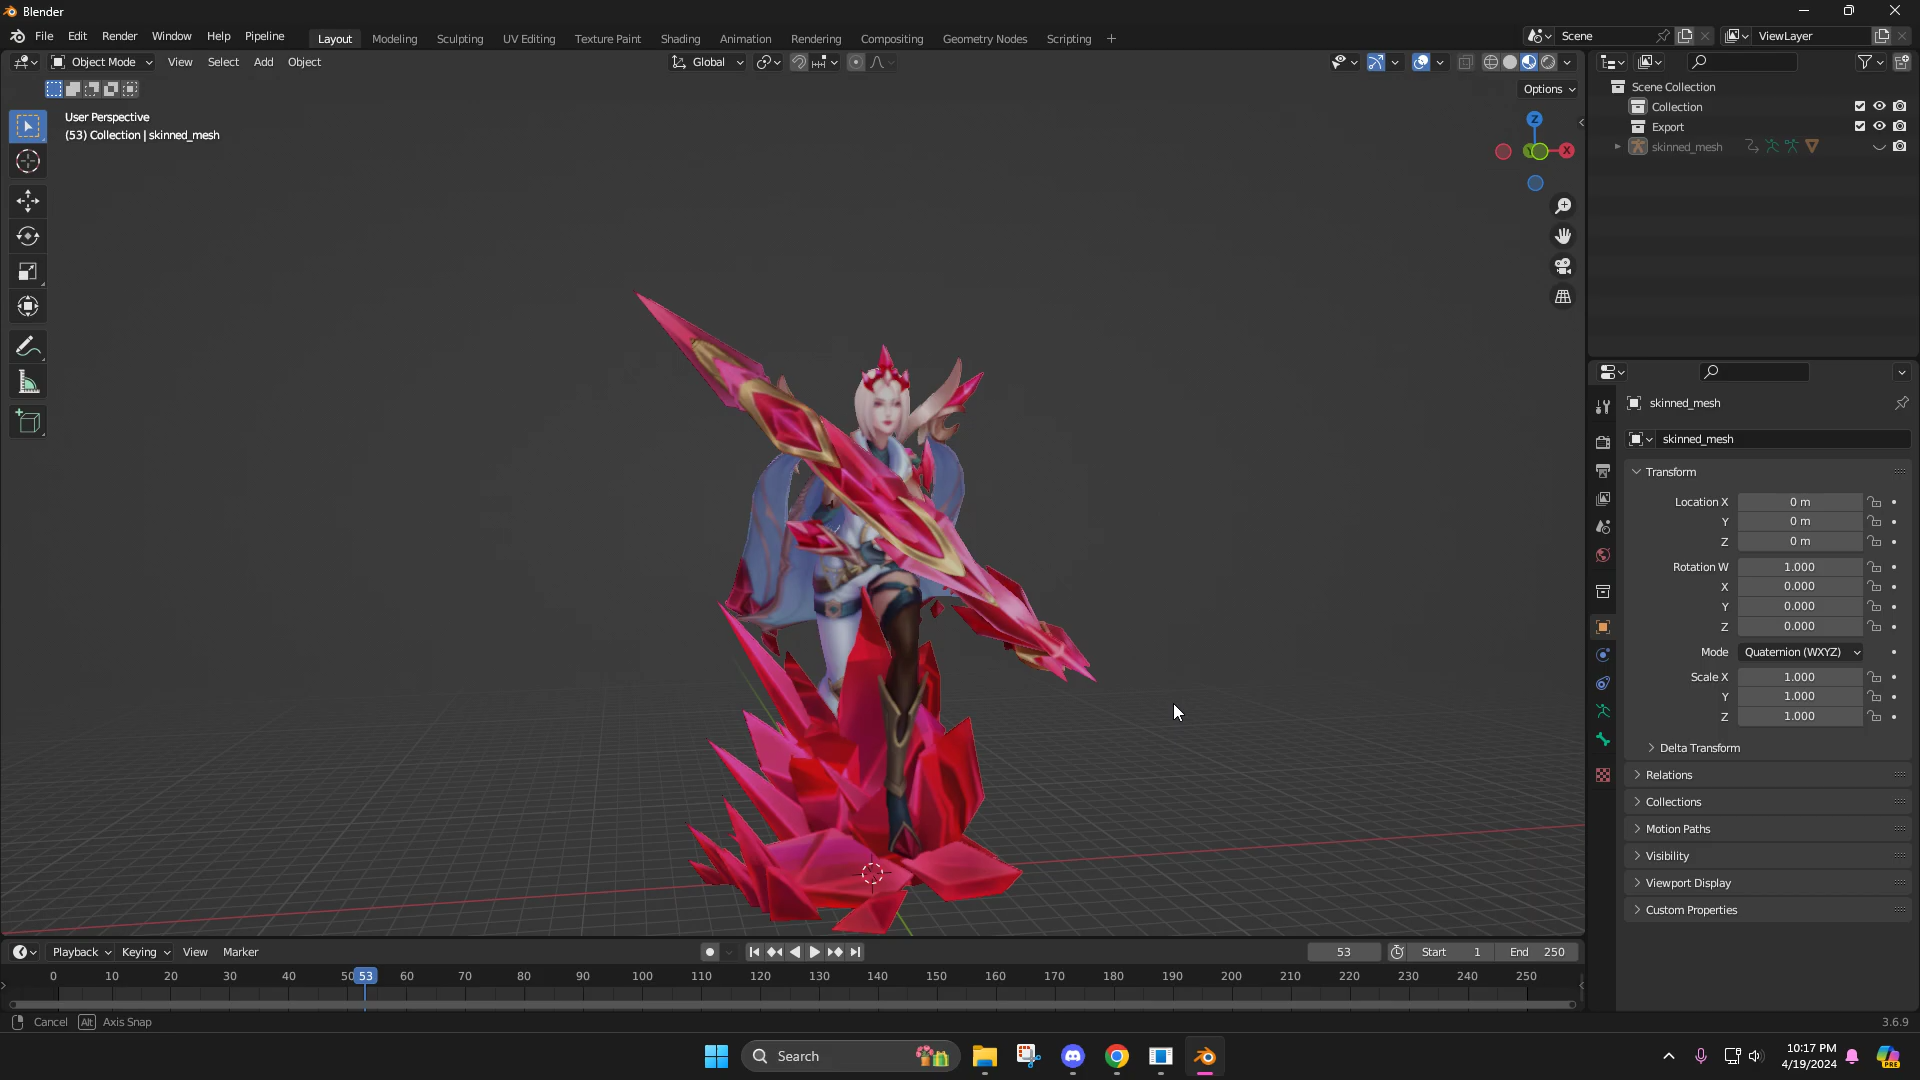 Blender
File Edit Render Window Help Pipeline Layout Modeling Sculpting UV Editing Texture Paint Shading Animation Rendering Compositing Geometry Nodes Scripting + Scene ViewLayer
Object Mode View Select Add Object Global
Options
User Perspective
(53) Collection | skinned_mesh
Z
X
Y
Scene Collection
Collection
Export
skinned_mesh
skinned_mesh
skinned_mesh
Transform
Location X 0 m
Y 0 m
Z 0 m
Rotation W 1.000
X 0.000
Y 0.000
Z 0.000
Mode Quaternion (WXYZ)
Scale X 1.000
Y 1.000
Z 1.000
Delta Transform
Relations
Collections
Motion Paths
Visibility
Viewport Display
Custom Properties
Playback Keying View Marker 53 Start 1 End 250
0 10 20 30 40 50 53 60 70 80 90 100 110 120 130 140 150 160 170 180 190 200 210 220 230 240 250
Cancel Alt Axis Snap 3.6.9
Search
10:17 PM
4/19/2024
PRE